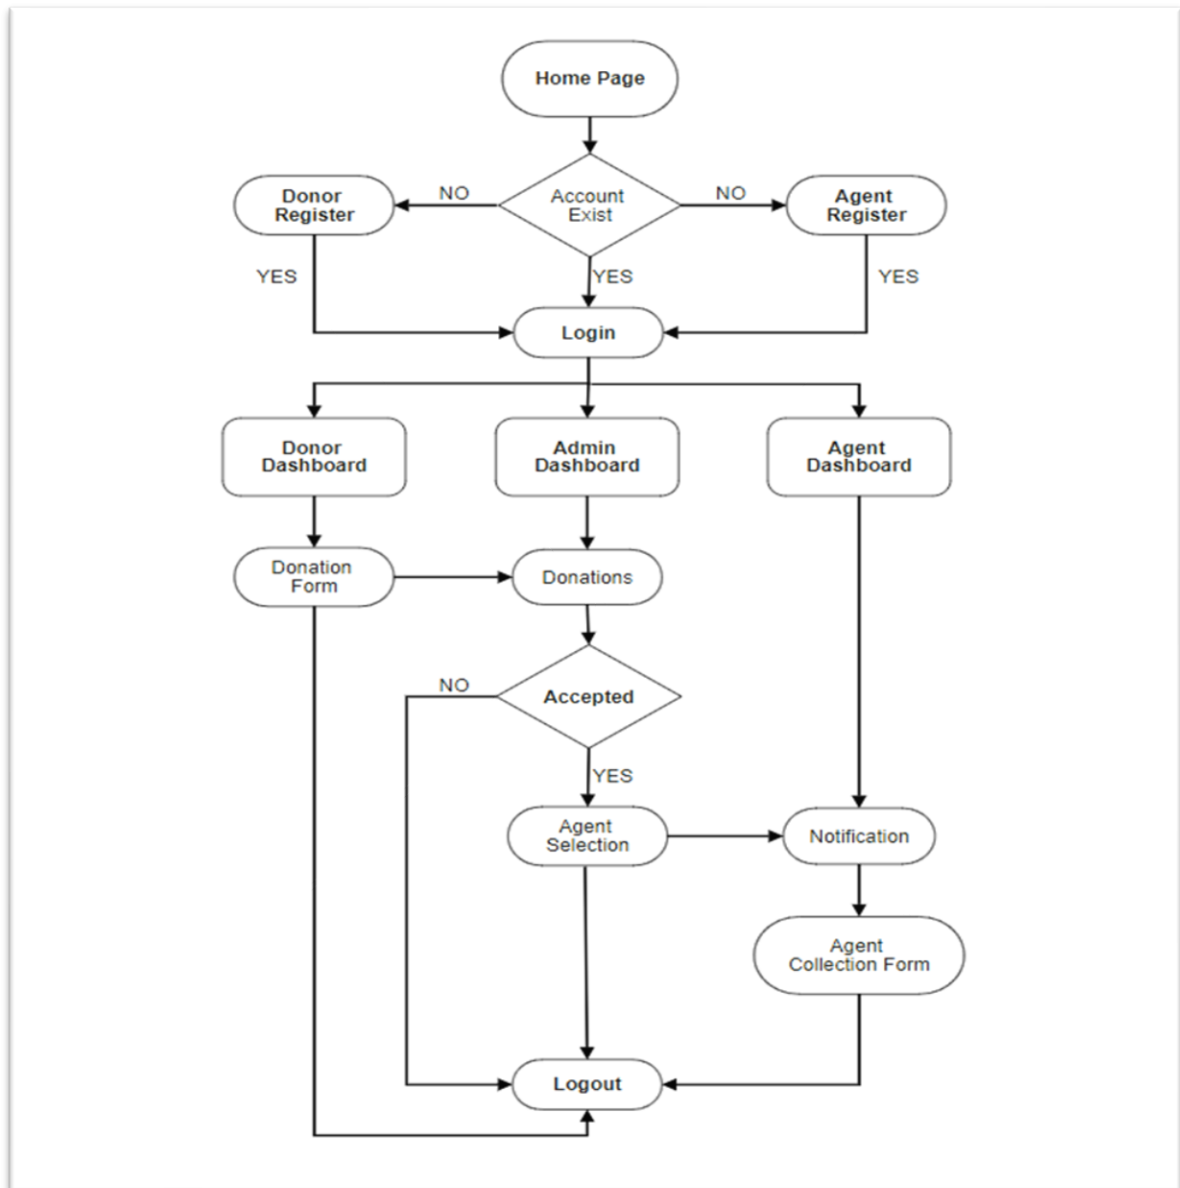 Home Page
NO
Account
Exist
NO
Donor
Register
Agent
Register
YES
YES
YES
Login
Donor
Dashboard
Admin
Dashboard
Agent
Dashboard
Donation
Form
Donations
NO
Accepted
YES
Agent
Selection
Notification
Agent
Collection Form
Logout